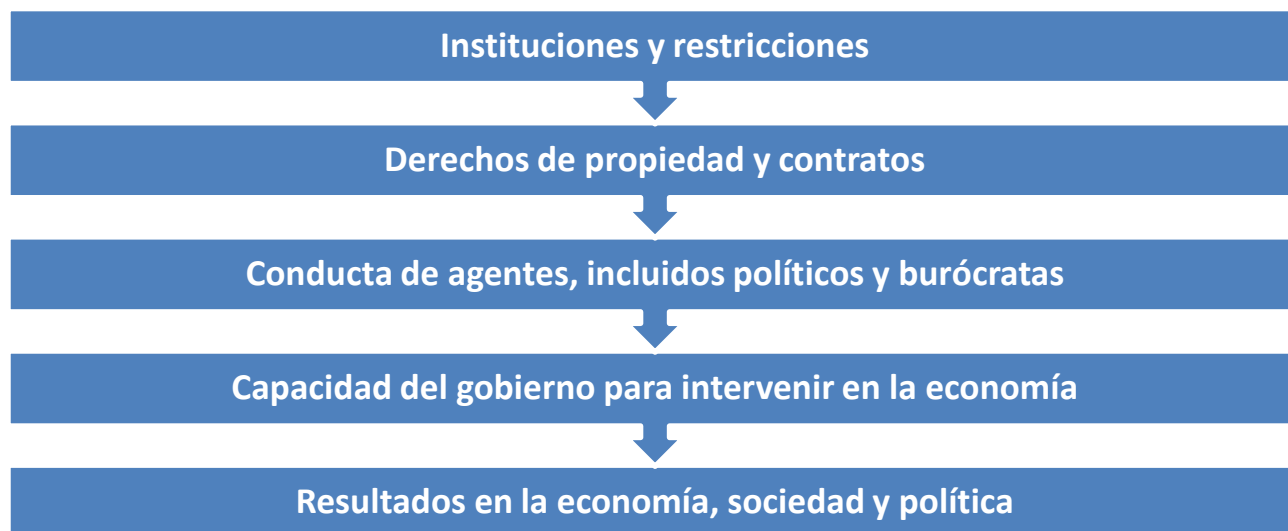 Instituciones y restricciones
Derechos de propiedad y contratos
Conducta de agentes, incluidos políticos y burócratas
Capacidad del gobierno para intervenir en la economía
Resultados en la economía, sociedad y política